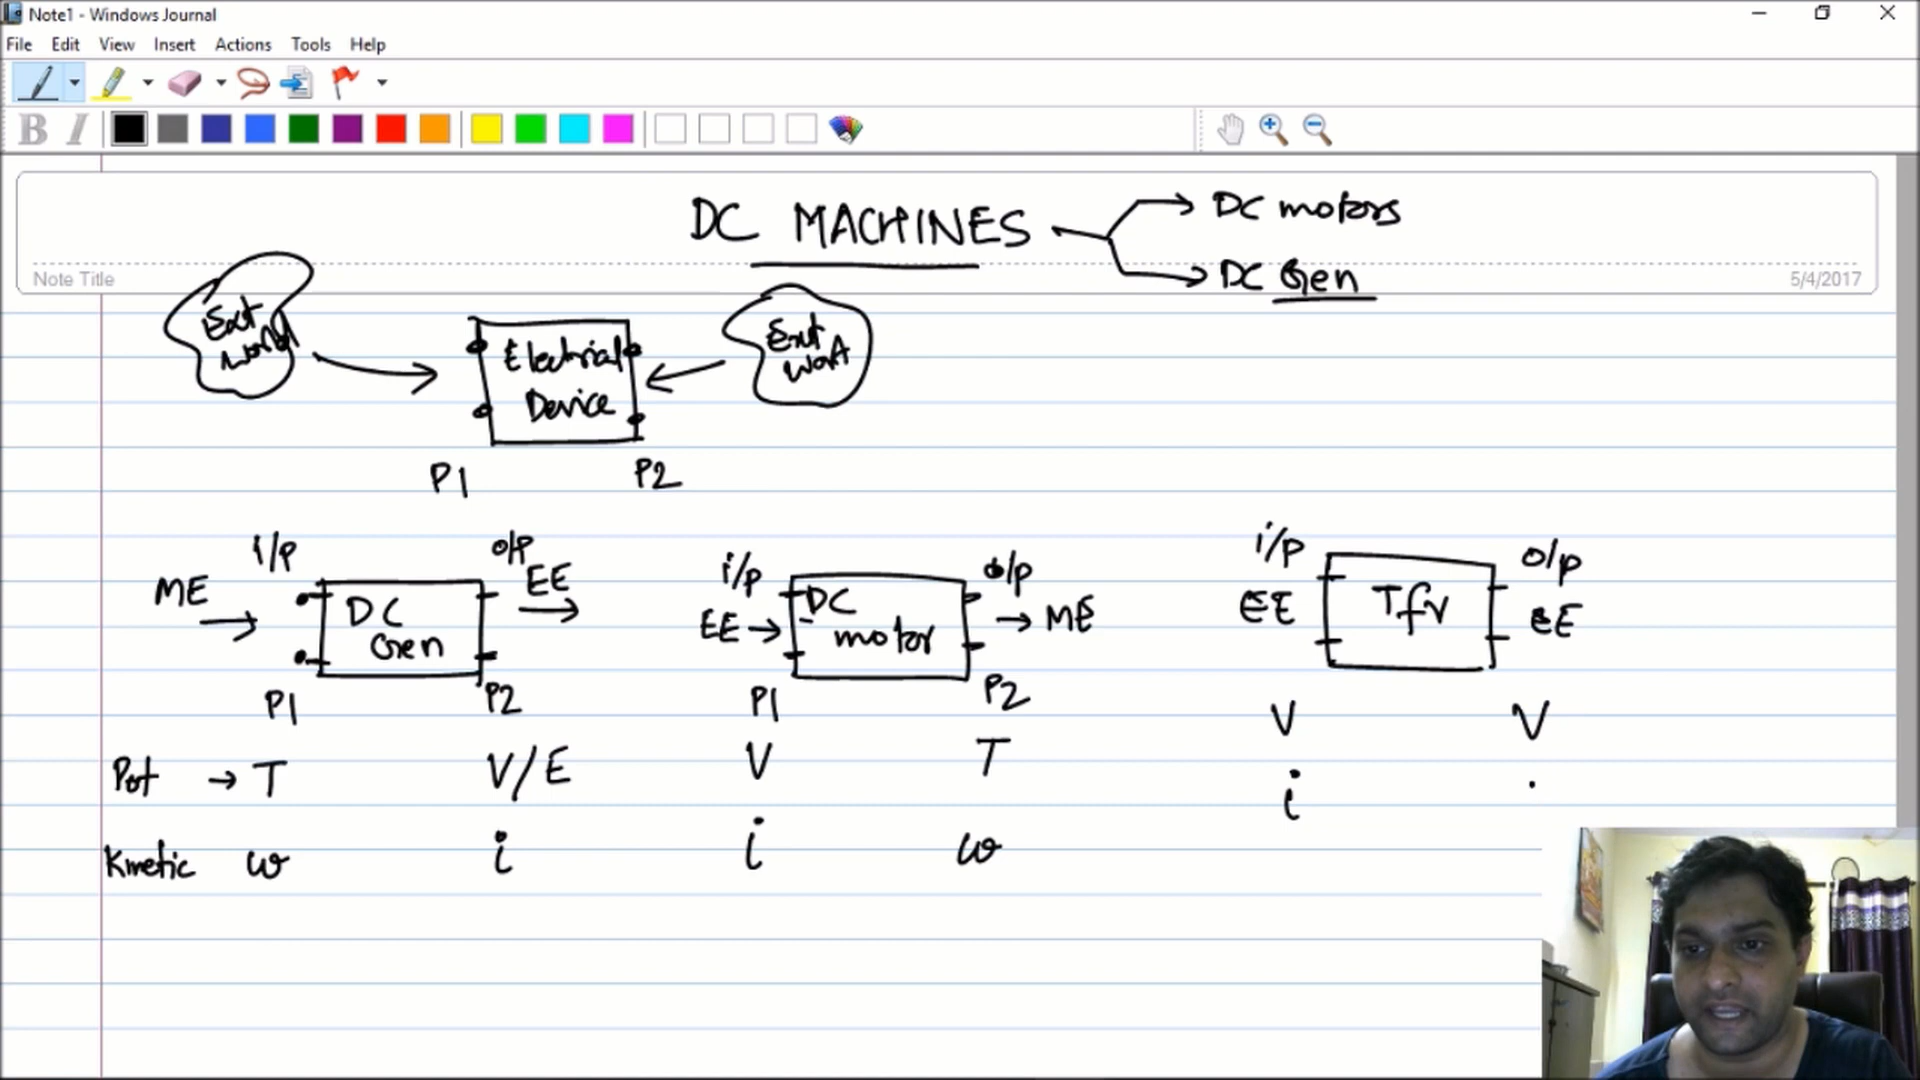 Note1 - Windows Journal
File Edit View Insert Actions Tools Help
B I
DC MACHINES
DC motors
DC Gen
Note Title
5/4/2017
Ext
World
Electrial
Device
Ext
P1
P2
i/p
o/p
ME
EE
DC
Gen
P1
P2
i/p
o/p
EE
DC
motor
ME
P1
P2
i/p
o/p
EE
Tfr
EE
Pot → T
V/E
V
T
V
V
Kinetic ω
i
i
ω
i